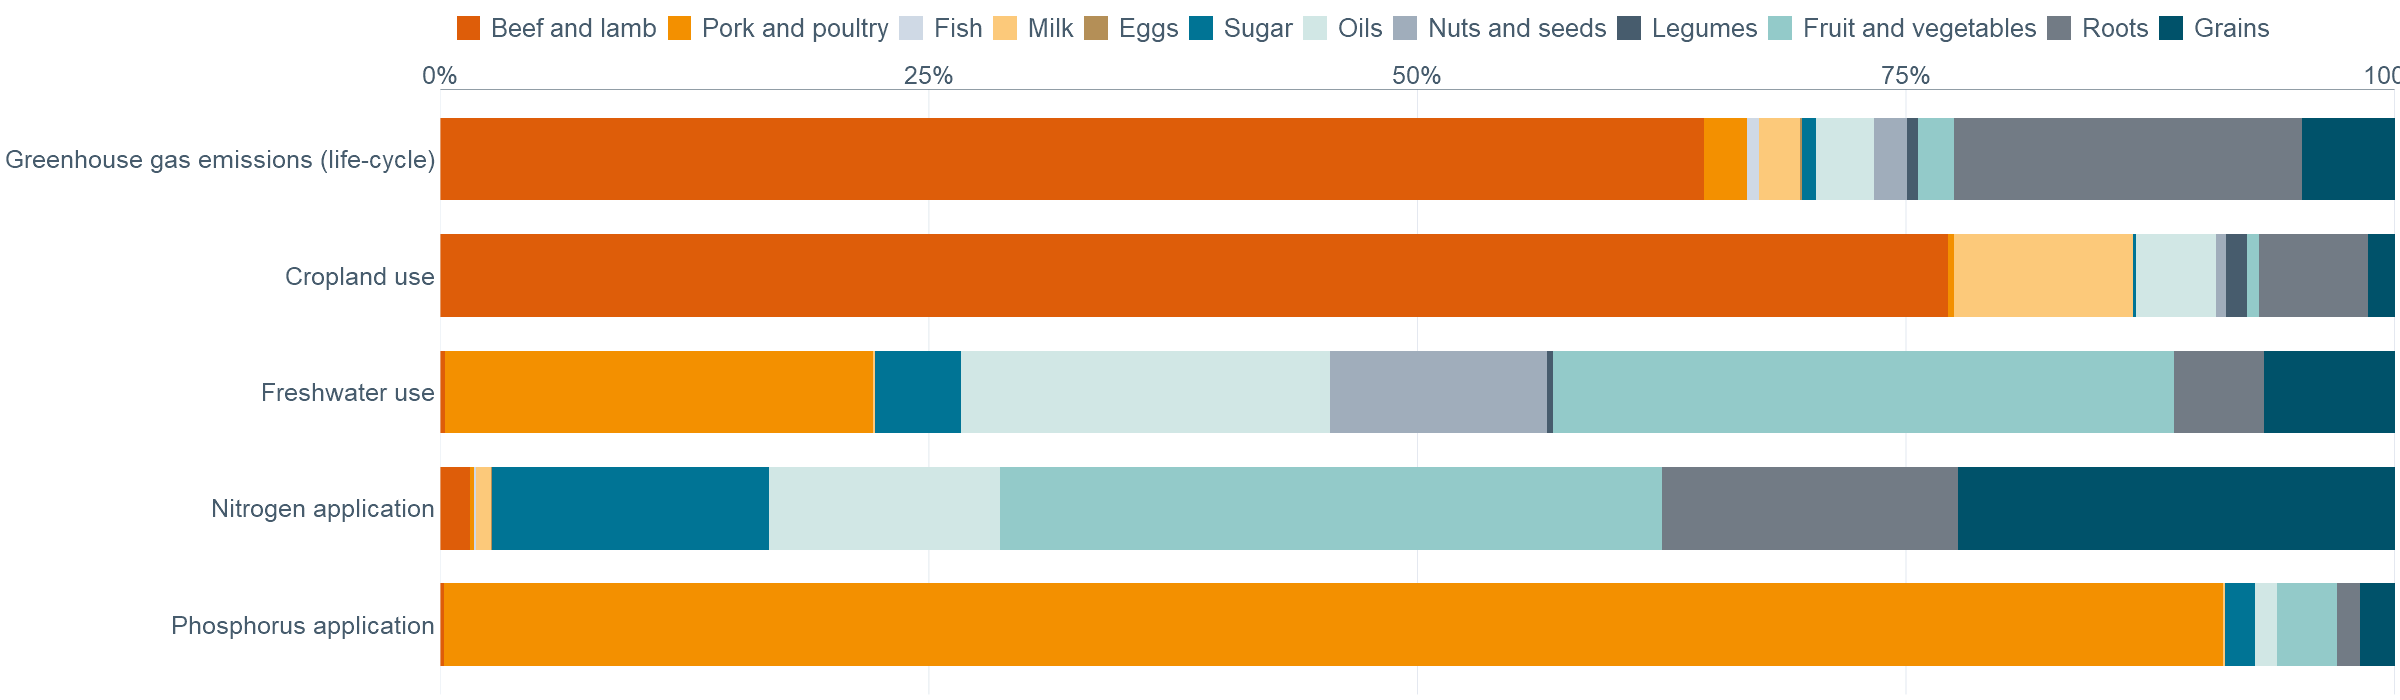 Beef and lamb Pork and poultry Fish Milk Eggs Sugar Oils Nuts and seeds Legumes Fruit and vegetables Roots Grains
0% 25% 50% 75% 100
Greenhouse gas emissions (life-cycle)
Cropland use
Freshwater use
Nitrogen application
Phosphorus application